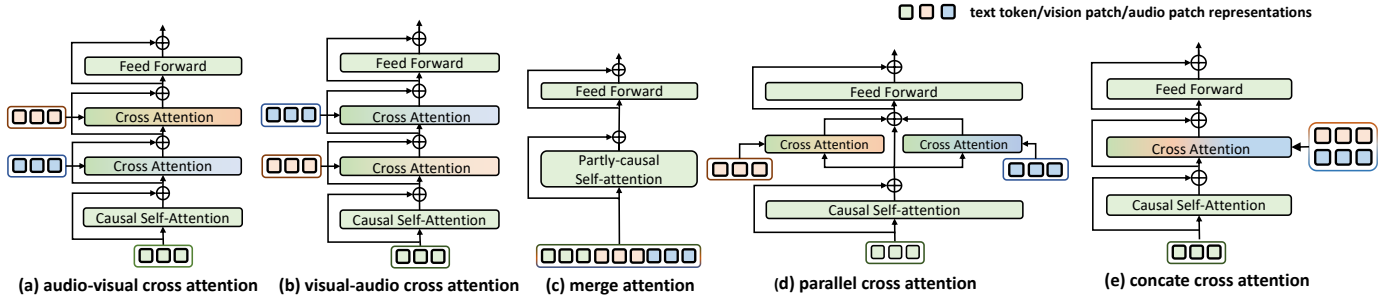 text token/vision patch/audio patch representations
Feed Forward
Cross Attention
Cross Attention
Causal Self-Attention
(a) audio-visual cross attention
Feed Forward
Cross Attention
Cross Attention
Causal Self-Attention
(b) visual-audio cross attention
Feed Forward
Partly-causal
Self-attention
(c) merge attention
Feed Forward
Cross Attention
Cross Attention
Causal Self-attention
(d) parallel cross attention
Feed Forward
Cross Attention
Causal Self-Attention
(e) concate cross attention